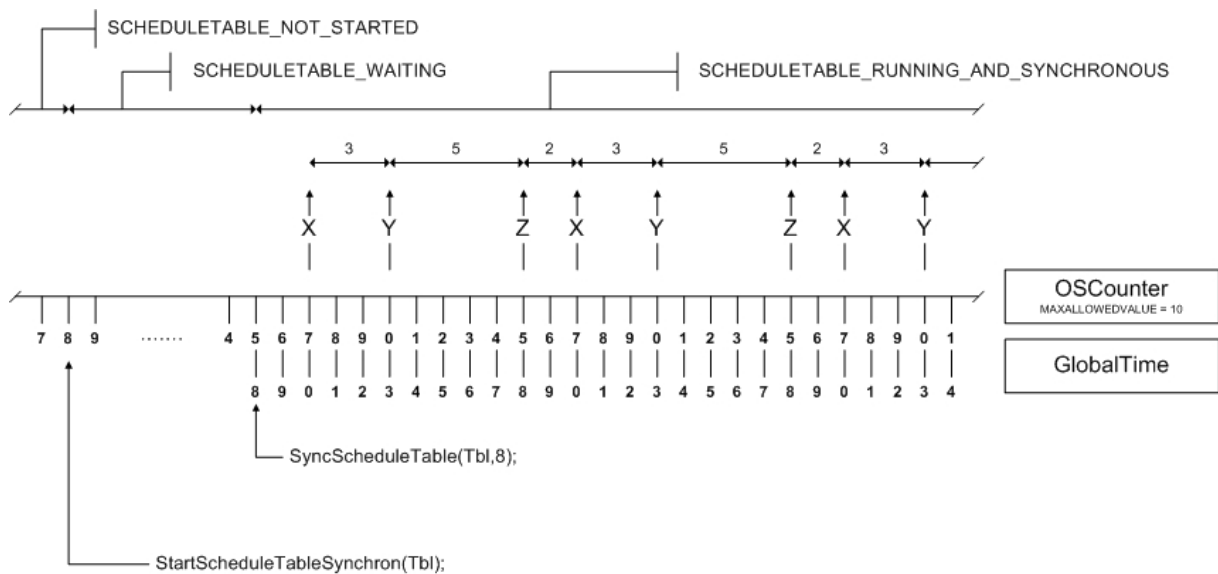 SCHEDULETABLE_NOT_STARTED
SCHEDULETABLE_WAITING
SCHEDULETABLE_RUNNING_AND_SYNCHRONOUS
3 5 2 3 5 2 3
X Y Z X Y Z X Y
OSCounter
MAXALLOWEDVALUE = 10
7 8 9 ....... 4 5 6 7 8 9 0 1 2 3 4 5 6 7 8 9 0 1 2 3 4 5 6 7 8 9 0 1
GlobalTime
8 9 0 1 2 3 4 5 6 7 8 9 0 1 2 3 4 5 6 7 8 9 0 1 2 3 4
SyncScheduleTable(Tbl,8);
StartScheduleTableSynchron(Tbl);